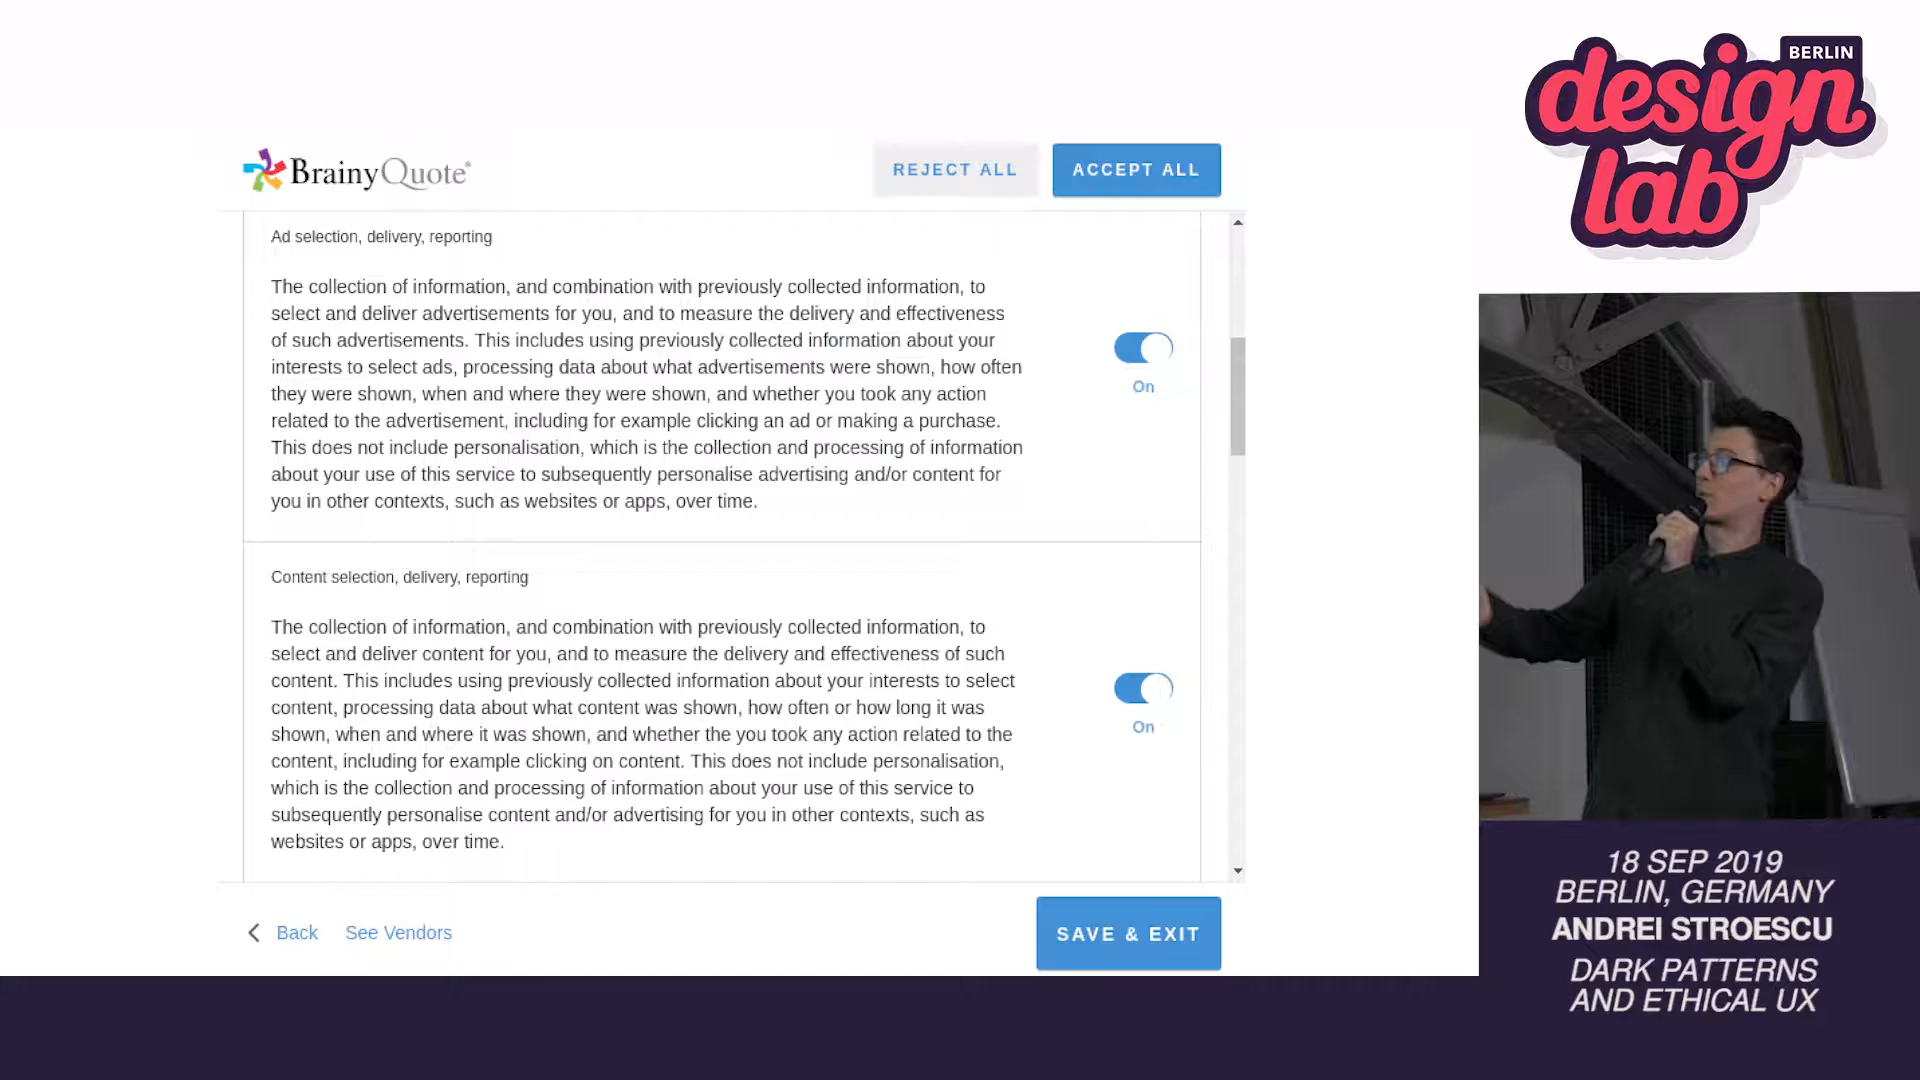 BrainyQuote®
REJECT ALL
ACCEPT ALL
Ad selection, delivery, reporting
The collection of information, and combination with previously collected information, to
select and deliver advertisements for you, and to measure the delivery and effectiveness
of such advertisements. This includes using previously collected information about your
interests to select ads, processing data about what advertisements were shown, how often
they were shown, when and where they were shown, and whether you took any action
related to the advertisement, including for example clicking an ad or making a purchase.
This does not include personalisation, which is the collection and processing of information
about your use of this service to subsequently personalise advertising and/or content for
you in other contexts, such as websites or apps, over time.
On
Content selection, delivery, reporting
The collection of information, and combination with previously collected information, to
select and deliver content for you, and to measure the delivery and effectiveness of such
content. This includes using previously collected information about your interests to select
content, processing data about what content was shown, how often or how long it was
shown, when and where it was shown, and whether the you took any action related to the
content, including for example clicking on content. This does not include personalisation,
which is the collection and processing of information about your use of this service to
subsequently personalise content and/or advertising for you in other contexts, such as
websites or apps, over time.
On
Back
See Vendors
SAVE & EXIT
BERLIN
design
lab
18 SEP 2019
BERLIN, GERMANY
ANDREI STROESCU
DARK PATTERNS
AND ETHICAL UX